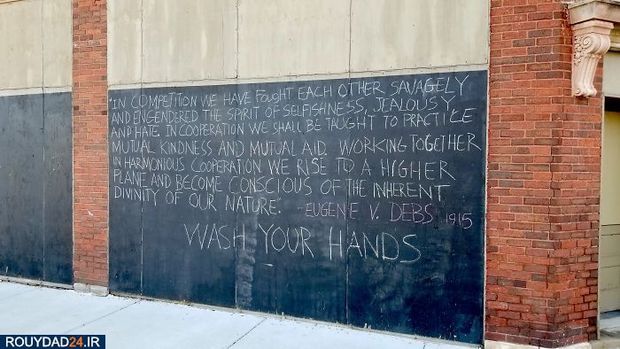 "IN COMPETITION WE HAVE FOUGHT EACH OTHER SAVAGELY
AND ENGENDERED THE SPIRIT OF SELFISHNESS, JEALOUSY
AND HATE. IN COOPERATION WE SHALL BE TAUGHT TO PRACTICE
MUTUAL KINDNESS AND MUTUAL AID. WORKING TOGETHER
IN HARMONIOUS COOPERATION WE RISE TO A HIGHER
PLANE AND BECOME CONSCIOUS OF THE INHERENT
DIVINITY OF OUR NATURE." -EUGENE V. DEBS, 1915
WASH YOUR HANDS
ROUYDAD24.IR